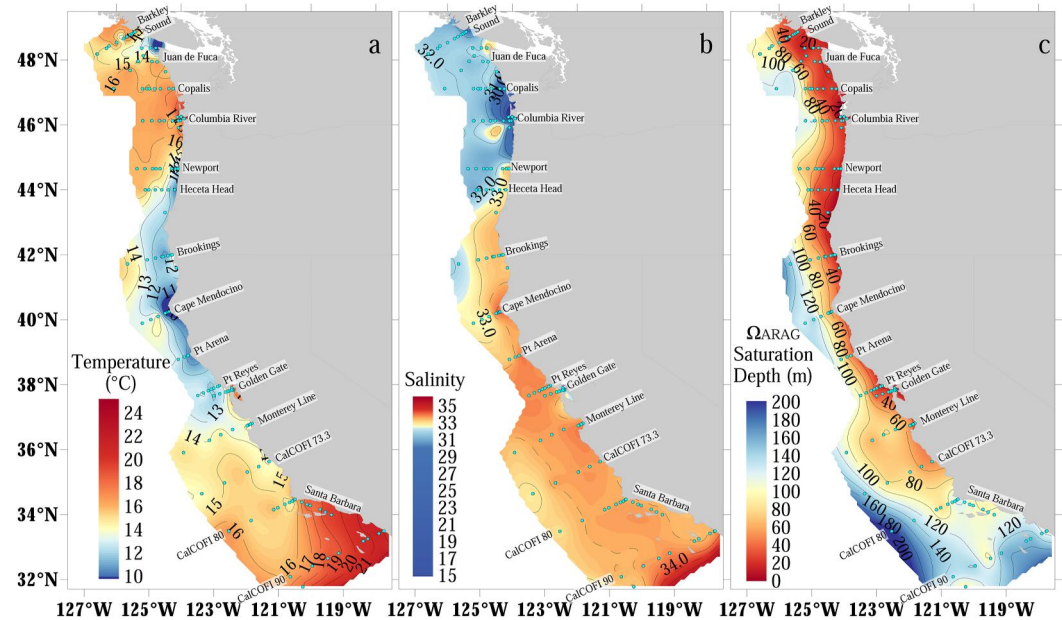 a
48°N
46°N
44°N
42°N
40°N
38°N
36°N
34°N
32°N
Barkley
Sound
Juan de Fuca
Copalis
Columbia River
Newport
Heceta Head
Brookings
Cape Mendocino
Pt Arena
Pt Reyes
Golden Gate
Monterey Line
CalCOFI 73.3
Santa Barbara
CalCOFI 80
CalCOFI 90
14
15
16
16
14
13
12
12
11
13
14
15
15
16
16
17
18
19
20
21
Temperature
(°C)
24
22
20
18
16
14
12
10
127°W
125°W
123°W
121°W
119°W
b
Barkley
Sound
Juan de Fuca
Copalis
Columbia River
Newport
Heceta Head
Brookings
Cape Mendocino
Pt Arena
Pt Reyes
Golden Gate
Monterey Line
CalCOFI 73.3
Santa Barbara
CalCOFI 80
CalCOFI 90
32.0
32.0
33.0
33.0
34.0
Salinity
35
33
31
29
27
25
23
21
19
17
15
127°W
125°W
123°W
121°W
119°W
c
Barkley
Sound
Juan de Fuca
Copalis
Columbia River
Newport
Heceta Head
Brookings
Cape Mendocino
Pt Arena
Pt Reyes
Golden Gate
Monterey Line
CalCOFI 73.3
Santa Barbara
CalCOFI 80
CalCOFI 90
40
20
80
60
100
80
40
40
20
60
100
80
40
120
60
80
100
40
60
100
80
160
180
200
120
140
120
ΩARAG
Saturation
Depth (m)
200
180
160
140
120
100
80
60
40
20
0
127°W
125°W
123°W
121°W
119°W